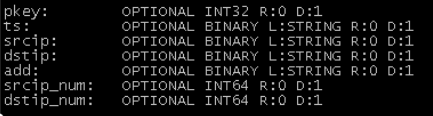 pkey: OPTIONAL INT32 R:0 D:1
ts: OPTIONAL BINARY L:STRING R:0 D:1
srcip: OPTIONAL BINARY L:STRING R:0 D:1
dstip: OPTIONAL BINARY L:STRING R:0 D:1
add: OPTIONAL BINARY L:STRING R:0 D:1
srcip_num: OPTIONAL INT64 R:0 D:1
dstip_num: OPTIONAL INT64 R:0 D:1